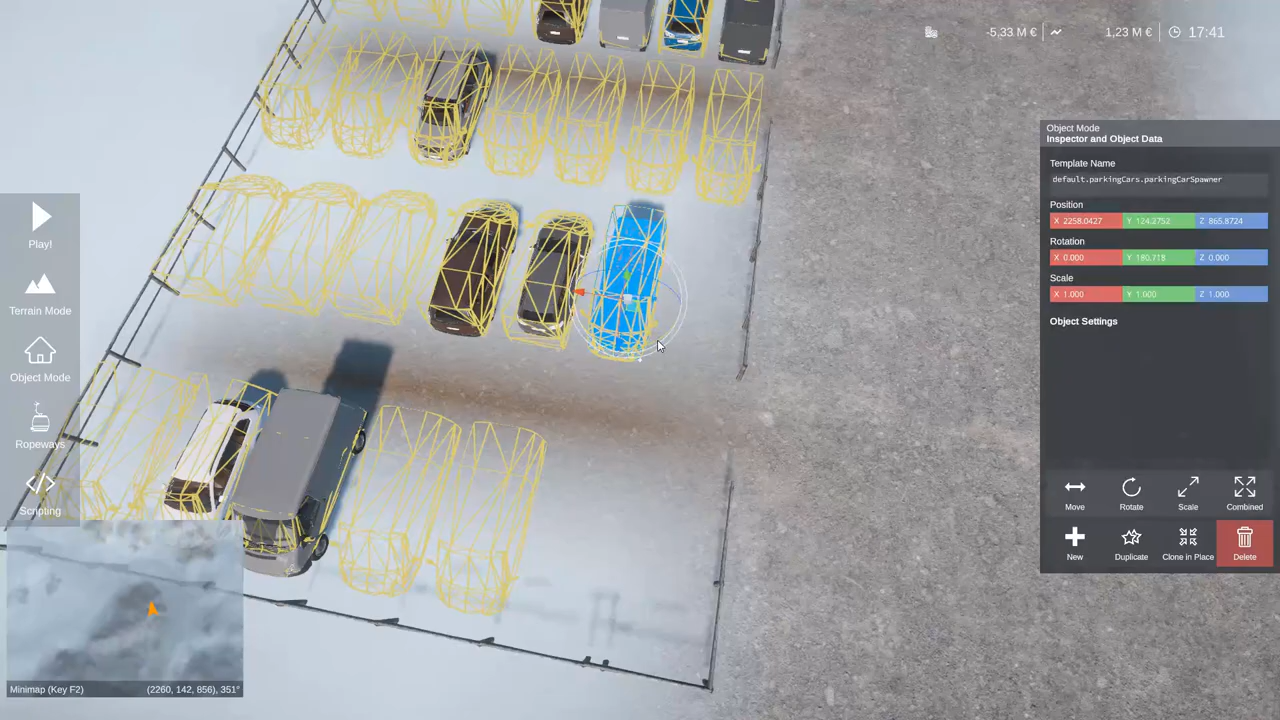 -5,33 M €
1,23 M €
17:41
Play!
Terrain Mode
Object Mode
Ropeways
Scripting
Minimap (Key F2)
(2260, 142, 856), 351°
Object Mode
Inspector and Object Data
Template Name
default.parkingCars.parkingCarSpawner
Position
X 2258.0427
Y 124.2752
Z 865.8724
Rotation
X 0.000
Y 180.718
Z 0.000
Scale
X 1.000
Y 1.000
Z 1.000
Object Settings
Move
Rotate
Scale
Combined
New
Duplicate
Clone in Place
Delete